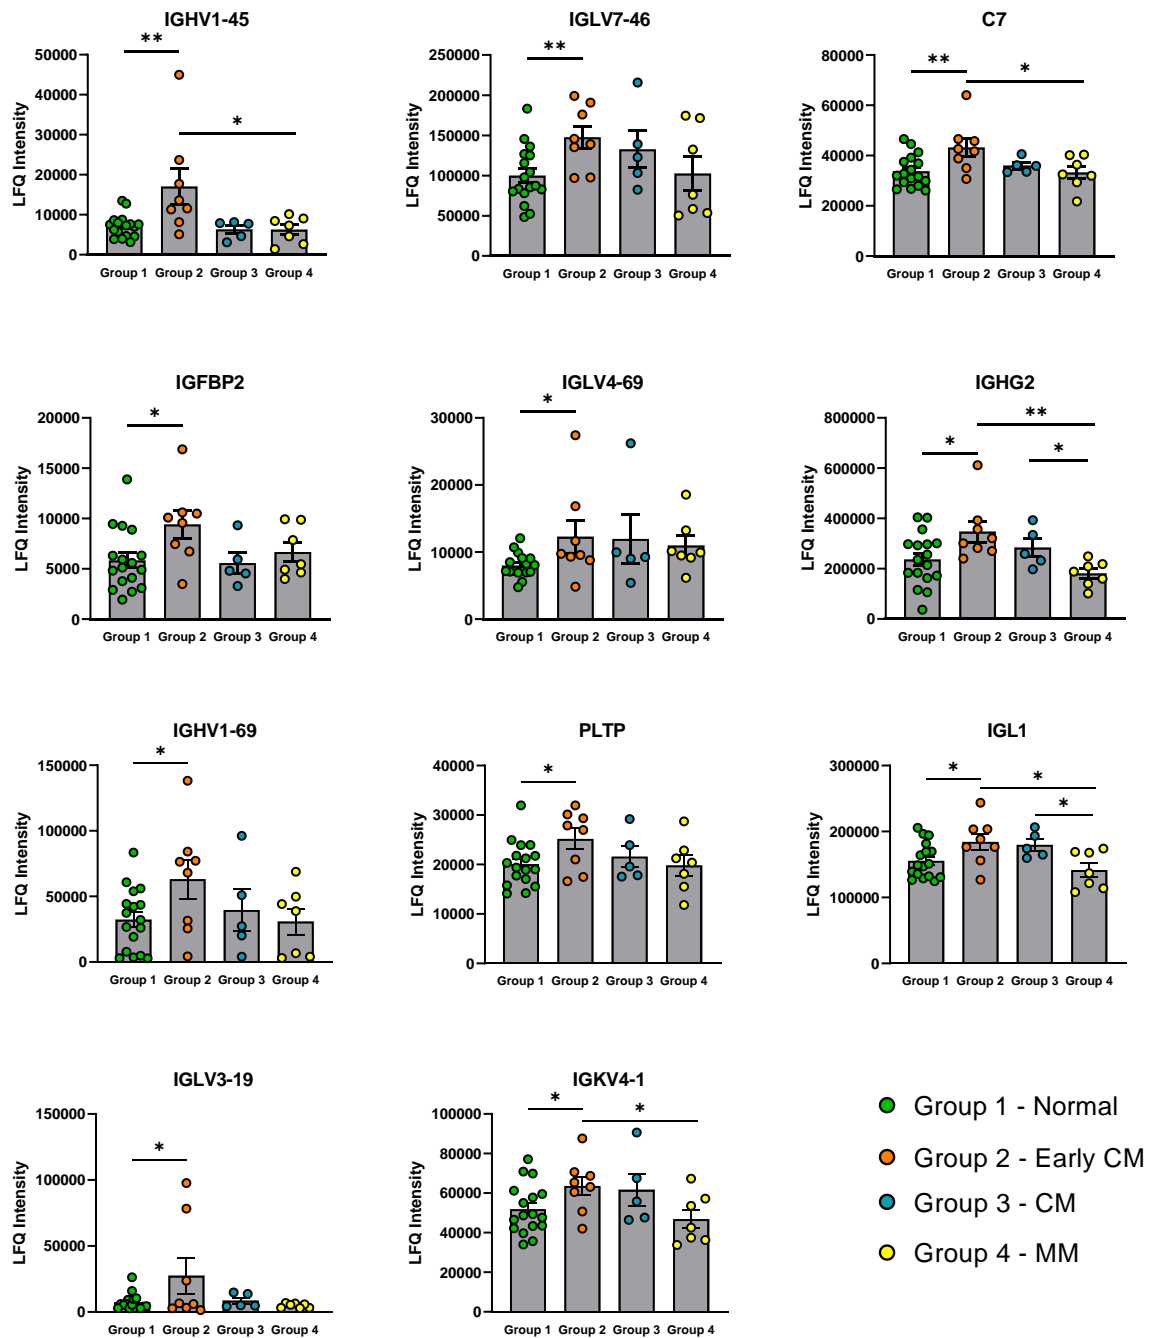 IGHV1-45
**
*
LFQ Intensity
50000
40000
30000
20000
10000
0
Group 1 Group 2 Group 3 Group 4
IGLV7-46
**
LFQ Intensity
250000
200000
150000
100000
50000
0
Group 1 Group 2 Group 3 Group 4
C7
**
*
LFQ Intensity
80000
60000
40000
20000
0
Group 1 Group 2 Group 3 Group 4
IGFBP2
*
LFQ Intensity
20000
15000
10000
5000
0
Group 1 Group 2 Group 3 Group 4
IGLV4-69
*
LFQ Intensity
30000
20000
10000
0
Group 1 Group 2 Group 3 Group 4
IGHG2
**
*
*
LFQ Intensity
800000
600000
400000
200000
0
Group 1 Group 2 Group 3 Group 4
IGHV1-69
*
LFQ Intensity
150000
100000
50000
0
Group 1 Group 2 Group 3 Group 4
PLTP
*
LFQ Intensity
40000
30000
20000
10000
0
Group 1 Group 2 Group 3 Group 4
IGL1
*
*
*
LFQ Intensity
300000
200000
100000
0
Group 1 Group 2 Group 3 Group 4
IGLV3-19
*
LFQ Intensity
150000
100000
50000
0
Group 1 Group 2 Group 3 Group 4
IGKV4-1
*
*
LFQ Intensity
100000
80000
60000
40000
20000
0
Group 1 Group 2 Group 3 Group 4
Group 1 - Normal
Group 2 - Early CM
Group 3 - CM
Group 4 - MM